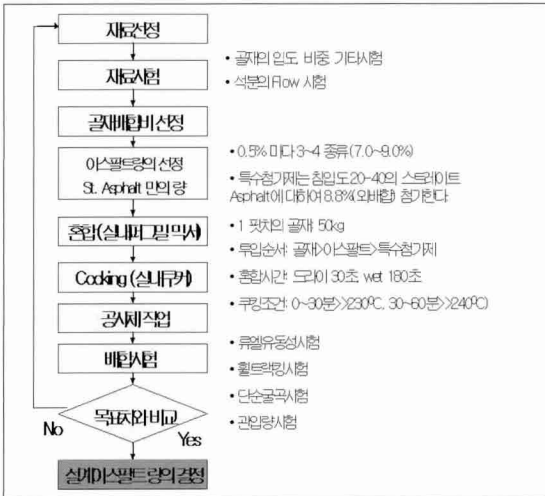 재료선정
재료시험
• 골재의 입도, 비중, 기타시험
• 석분의 Flow 시험
골재배합비 선정
아스팔트량의 선정
St. Asphalt 만의 량
• 0.5% 마다 3~4 종류(7.0~9.0%)
• 특수첨가제는 침입도 20-40의 스트레이트
Asphalt에 대하여 8.8%(외배합) 첨가한다
혼합 (실내퍼그밀 믹서)
• 1 팟치의 골재: 50kg
• 투입순서: 골재>아스팔트>특수첨가제
• 혼합시간: 드라이 30초, wet 180초
Cooking (실내쿠커)
• 쿠킹조건: 0~30분>>230℃, 30~60분>>240℃)
공시체 작업
배합시험
• 류엘유동성시험
• 휠트랙킹시험
• 단순굴곡시험
• 관입량시험
목표치와 비교
No
Yes
설계아스팔트량의 결정